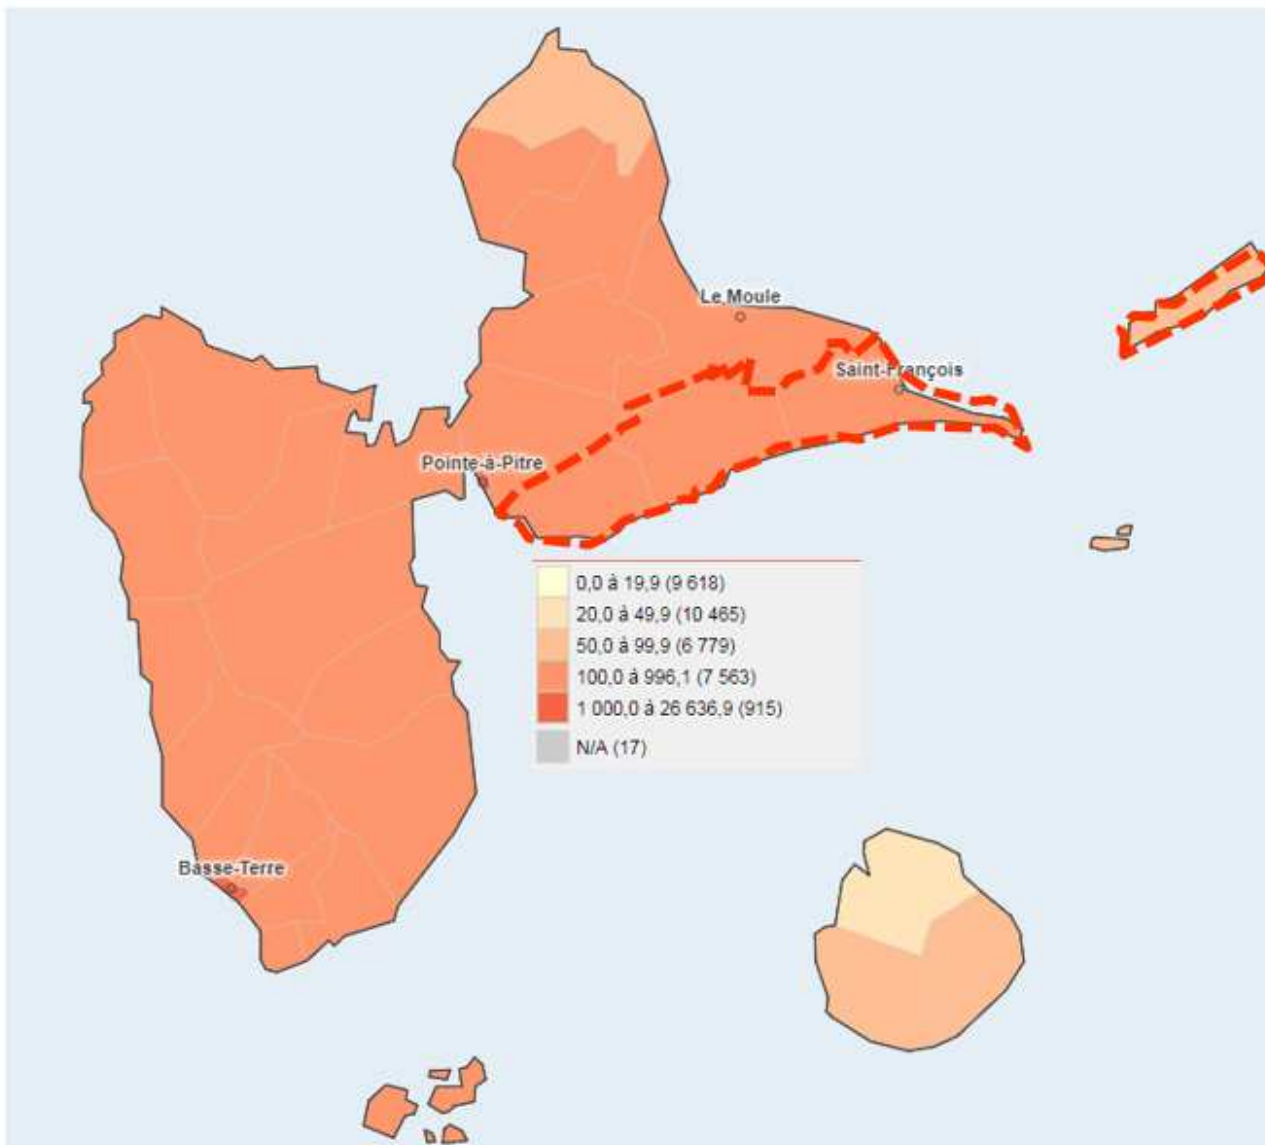 Le Moule
Saint-François
Pointe-à-Pitre
0,0 à 19,9 (9 618)
20,0 à 49,9 (10 465)
50,0 à 99,9 (6 779)
100,0 à 996,1 (7 563)
1 000,0 à 26 636,9 (915)
N/A (17)
Basse-Terre